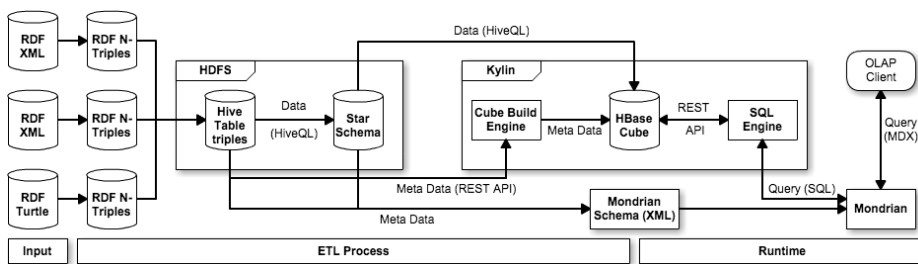 Data (HiveQL)
RDF
XML
RDF N-
Triples
HDFS
Kylin
OLAP
Client
RDF
XML
RDF N-
Triples
Hive
Table
triples
Data
(HiveQL)
Star
Schema
Cube Build
Engine
Meta Data
HBase
Cube
REST
API
SQL
Engine
Query
(MDX)
RDF
Turtle
RDF N-
Triples
Meta Data (REST API)
Meta Data
Mondrian
Schema (XML)
Query (SQL)
Mondrian
Input
ETL Process
Runtime